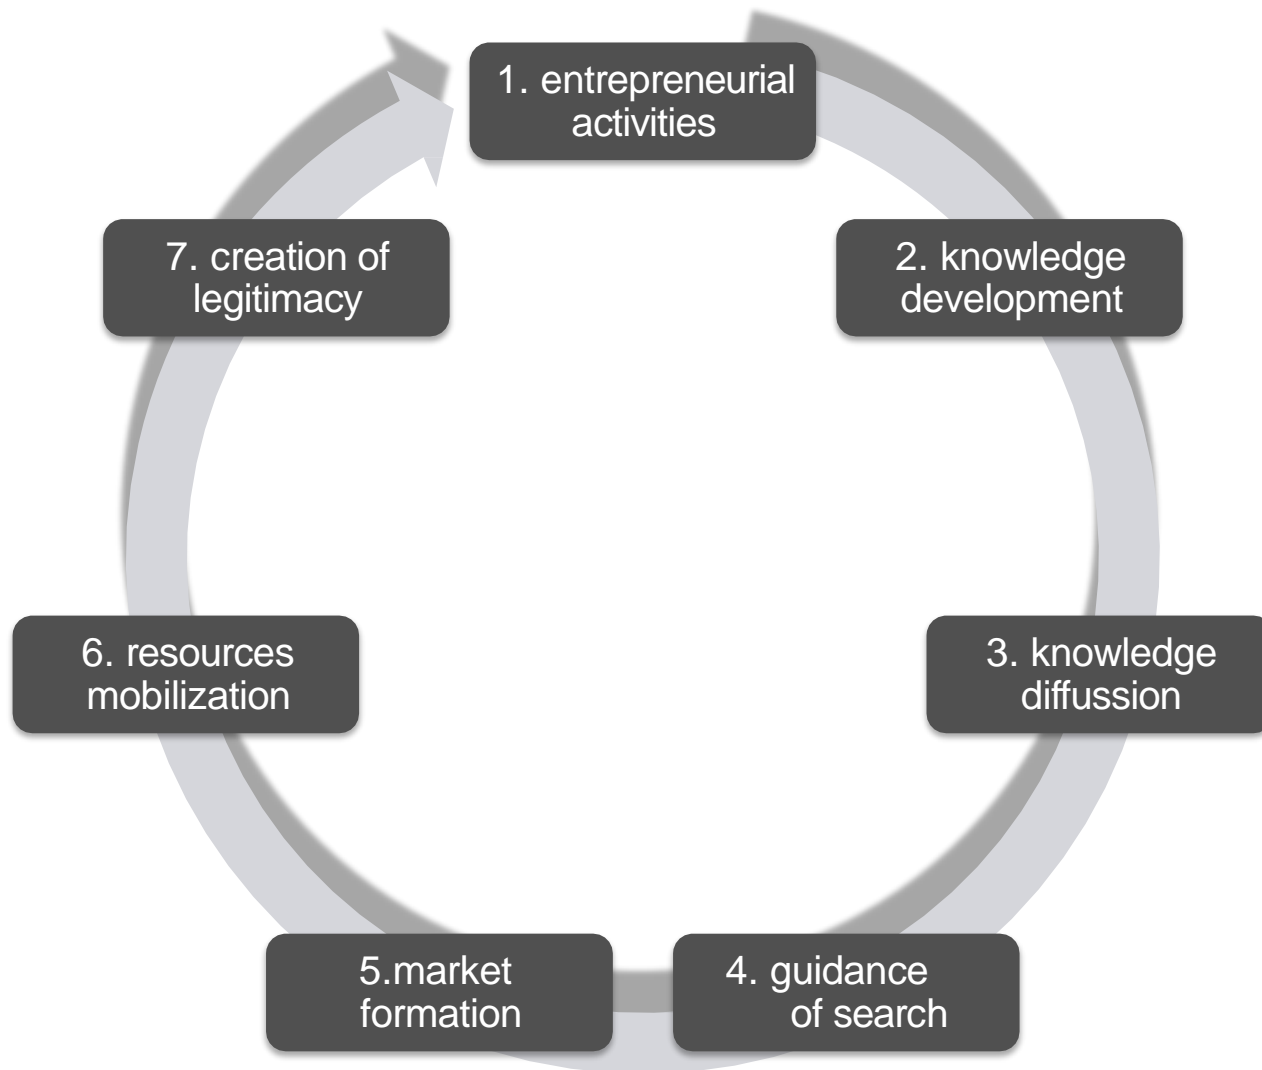 1. entrepreneurial
activities
2. knowledge
development
3. knowledge
diffussion
4. guidance
of search
5.market
formation
6. resources
mobilization
7. creation of
legitimacy